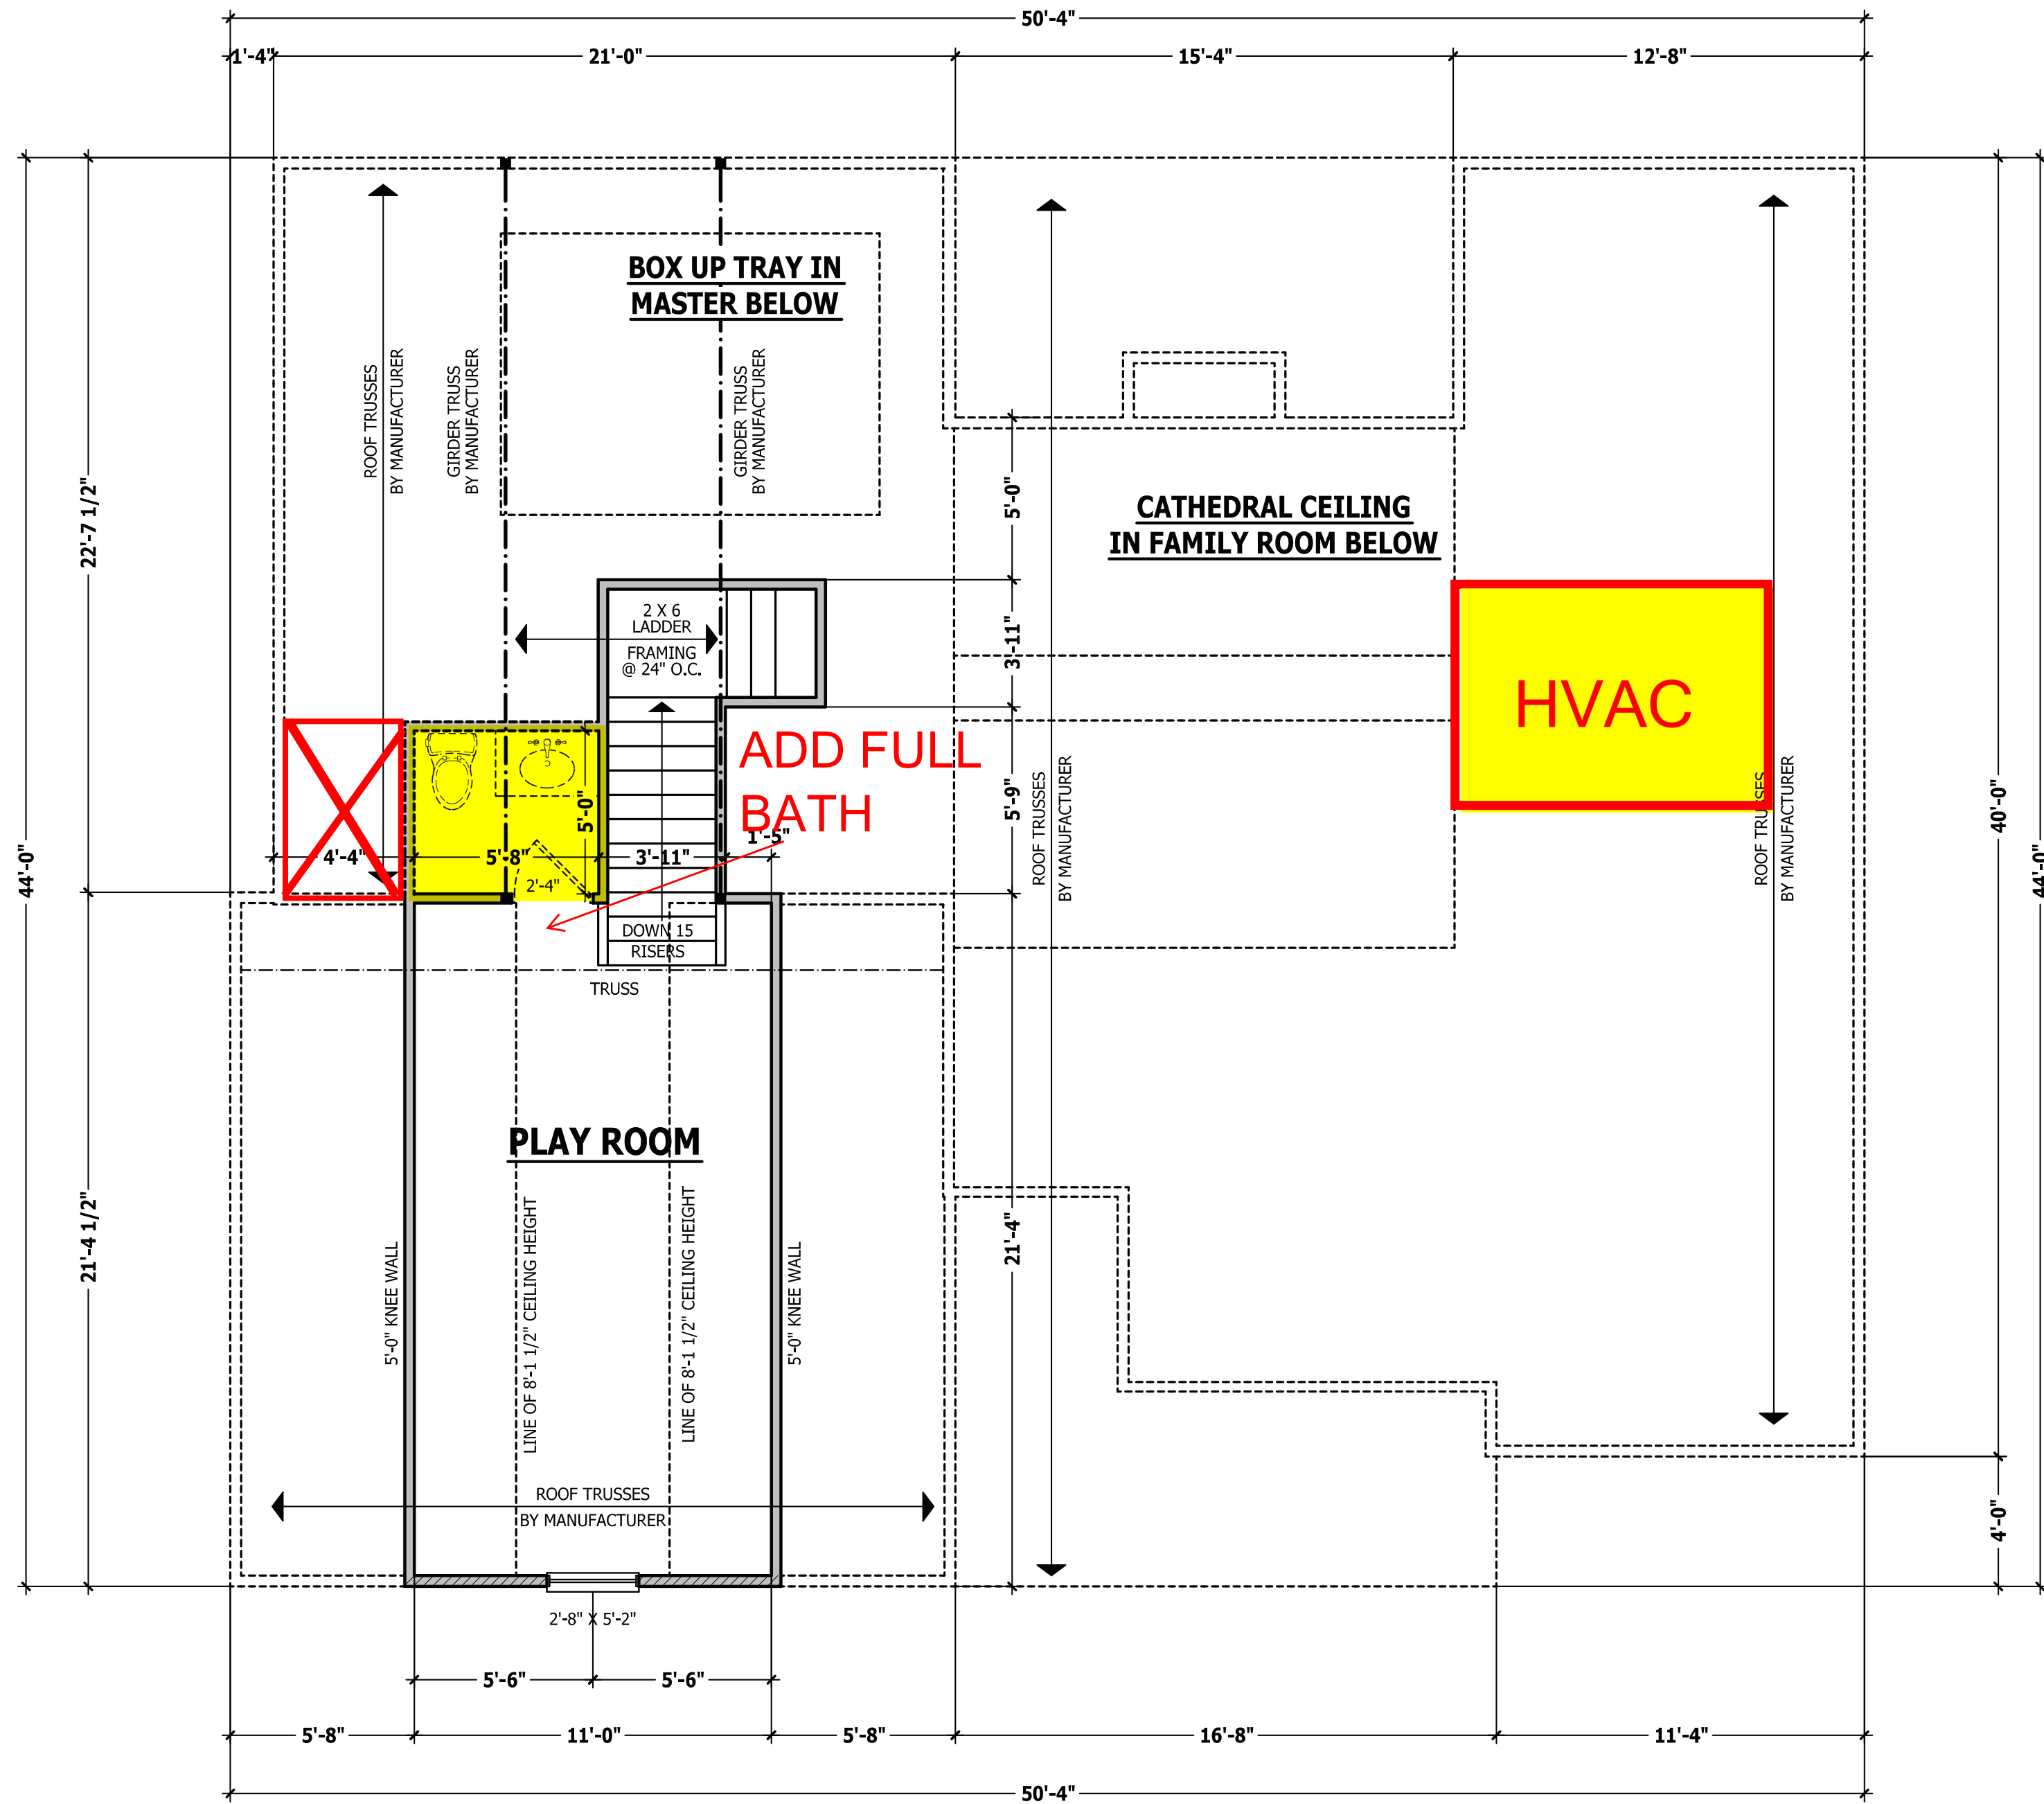 50'-4"
1'-4"
21'-0"
15'-4"
12'-8"
BOX UP TRAY IN
MASTER BELOW
ROOF TRUSSES
BY MANUFACTURER
GIRDER TRUSS
BY MANUFACTURER
GIRDER TRUSS
BY MANUFACTURER
22'-7 1/2"
5'-0"
CATHEDRAL CEILING
IN FAMILY ROOM BELOW
2 X 6
LADDER
FRAMING
@ 24" O.C.
3'-11"
HVAC
ADD FULL
BATH
5'-0"
5'-9"
ROOF TRUSSES
BY MANUFACTURER
ROOF TRUSSES
BY MANUFACTURER
40'-0"
44'-0"
44'-0"
4'-4"
5'-8"
3'-11"
1'-5"
2'-4"
DOWN 15
RISERS
TRUSS
PLAY ROOM
21'-4 1/2"
21'-4"
5'-0" KNEE WALL
LINE OF 8'-1 1/2" CEILING HEIGHT
LINE OF 8'-1 1/2" CEILING HEIGHT
5'-0" KNEE WALL
ROOF TRUSSES
BY MANUFACTURER
4'-0"
2'-8" X 5'-2"
5'-6"
5'-6"
5'-8"
11'-0"
5'-8"
16'-8"
11'-4"
50'-4"